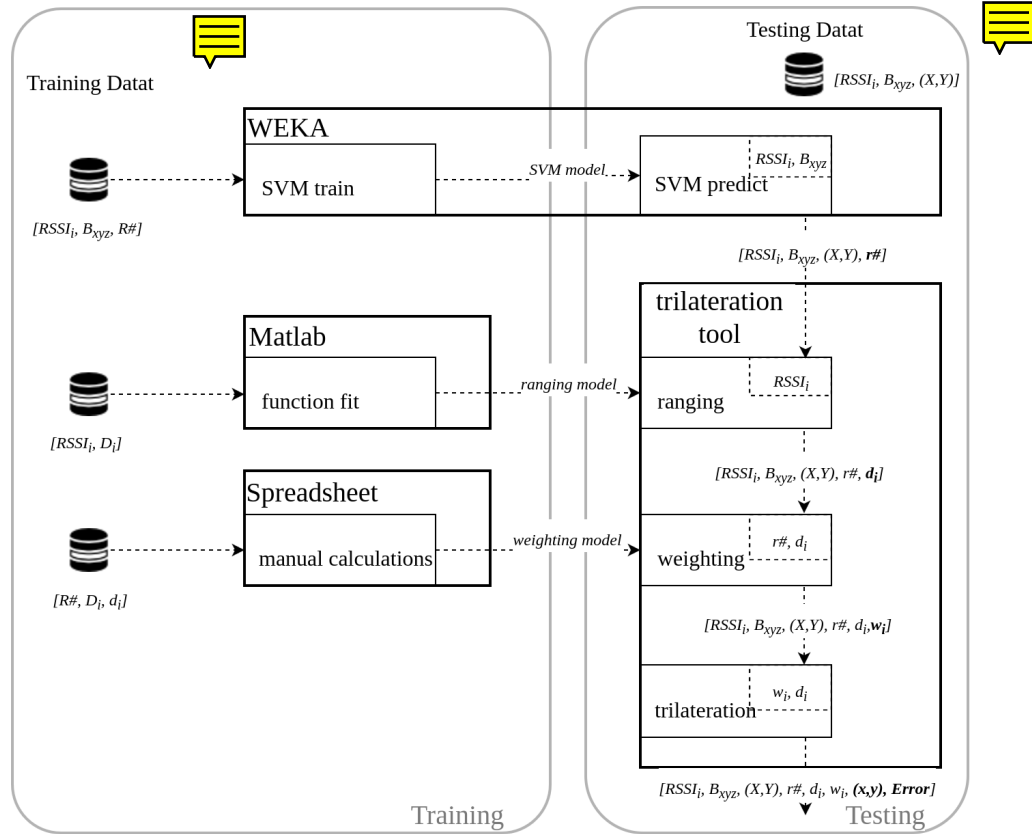 Testing Datat
Training Datat
[RSSIi, Bxyz, (X,Y)]
WEKA
SVM train
SVM model
SVM predict
RSSIi, Bxyz
[RSSIi, Bxyz, R#]
[RSSIi, Bxyz, (X,Y), r#]
trilateration
tool
Matlab
function fit
ranging model
ranging
RSSIi
[RSSIi, Di]
[RSSIi, Bxyz, (X,Y), r#, di]
Spreadsheet
manual calculations
weighting model
weighting
r#, di
[R#, Di, di]
[RSSIi, Bxyz, (X,Y), r#, di,wi]
trilateration
wi, di
[RSSIi, Bxyz, (X,Y), r#, di, wi, (x,y), Error]
Training
Testing